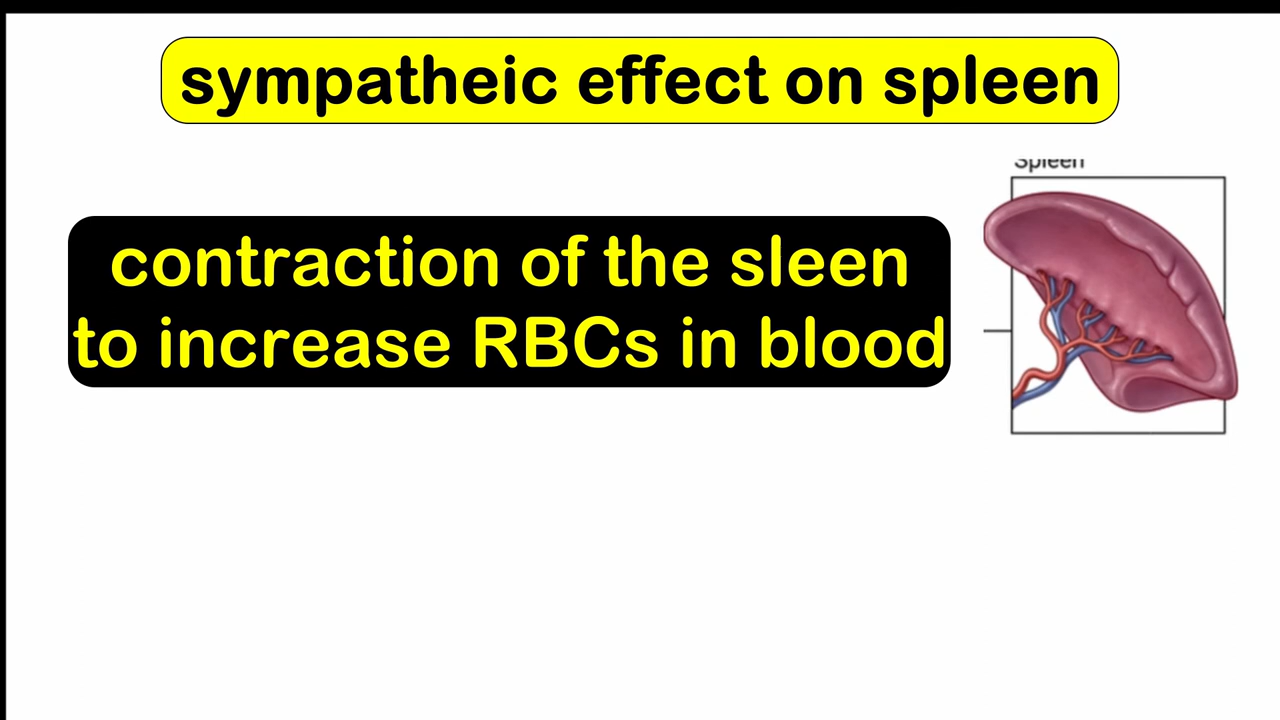 sympatheic effect on spleen
Spleen
contraction of the sleen
to increase RBCs in blood